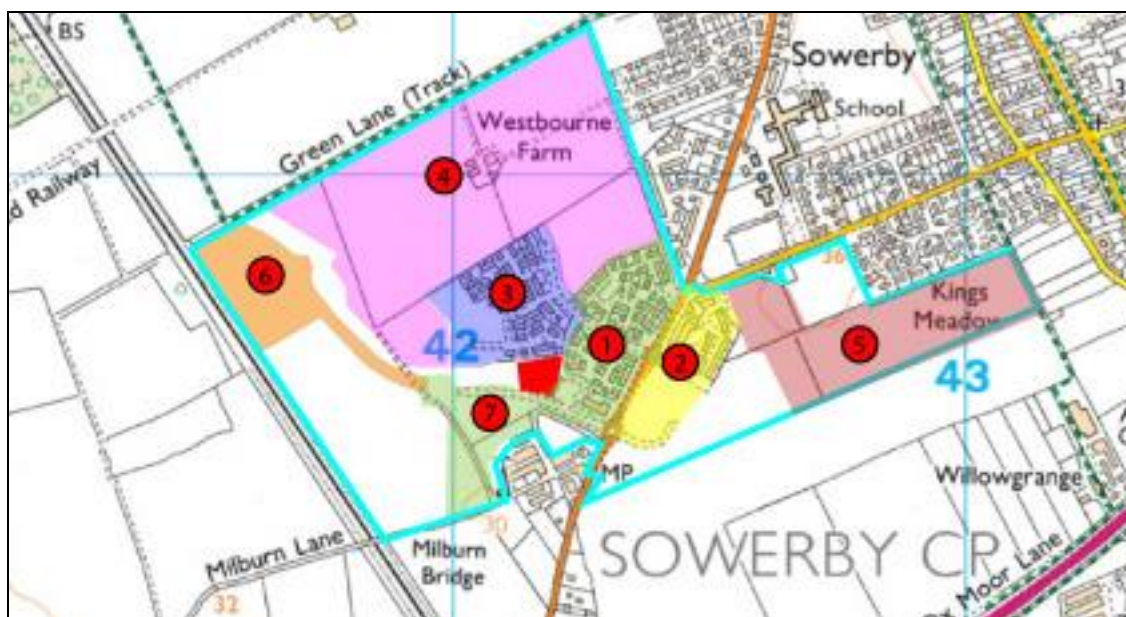 BS
Sowerby
School
Green Lane (Track)
Westbourne
Farm
d Railway
4
36
6
3
Kings
Meadow
1
2
5
42
43
7
MP
Willowgrange
30
SOWERBY CP
Milburn Lane
Milburn
Bridge
32
Moor Lane